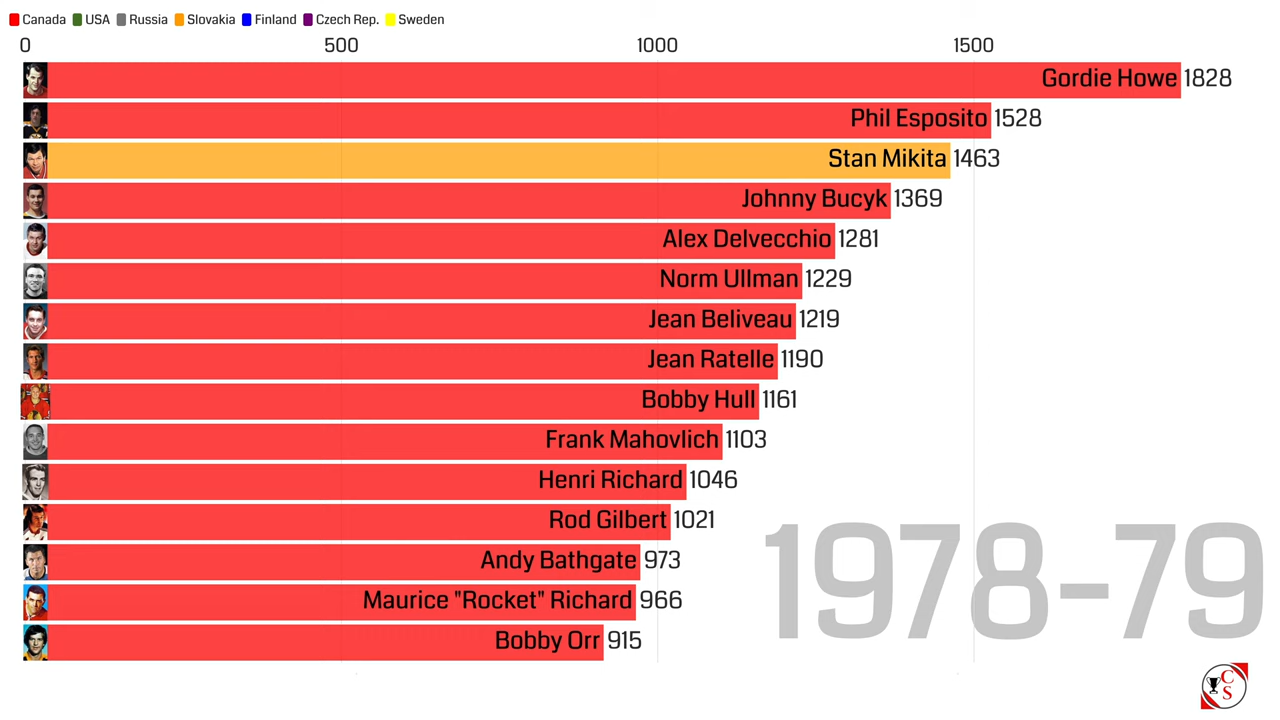 Canada USA Russia Slovakia Finland Czech Rep. Sweden
0 500 1000 1500
Gordie Howe 1828
Phil Esposito 1528
Stan Mikita 1463
Johnny Bucyk 1369
Alex Delvecchio 1281
Norm Ullman 1229
Jean Beliveau 1219
Jean Ratelle 1190
Bobby Hull 1161
Frank Mahovlich 1103
Henri Richard 1046
Rod Gilbert 1021
Andy Bathgate 973
Maurice "Rocket" Richard 966
Bobby Orr 915
1978-79
C
S